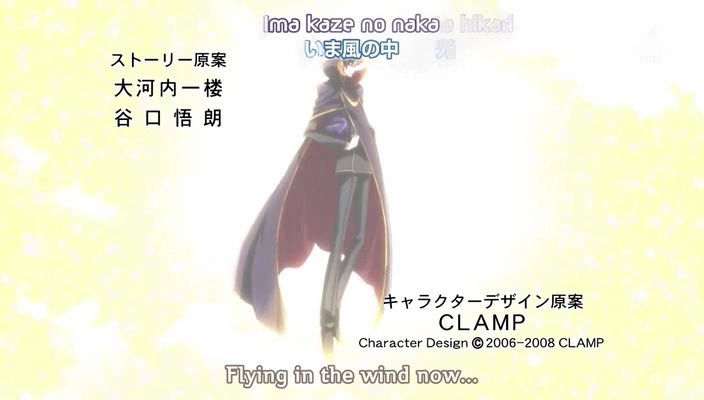 Ima kaze no naka hikari
いま風の中 光
ストーリー原案
大河内一楼
谷口悟朗
キャラクターデザイン原案
CLAMP
Character Design ©2006-2008 CLAMP
Flying in the wind now...